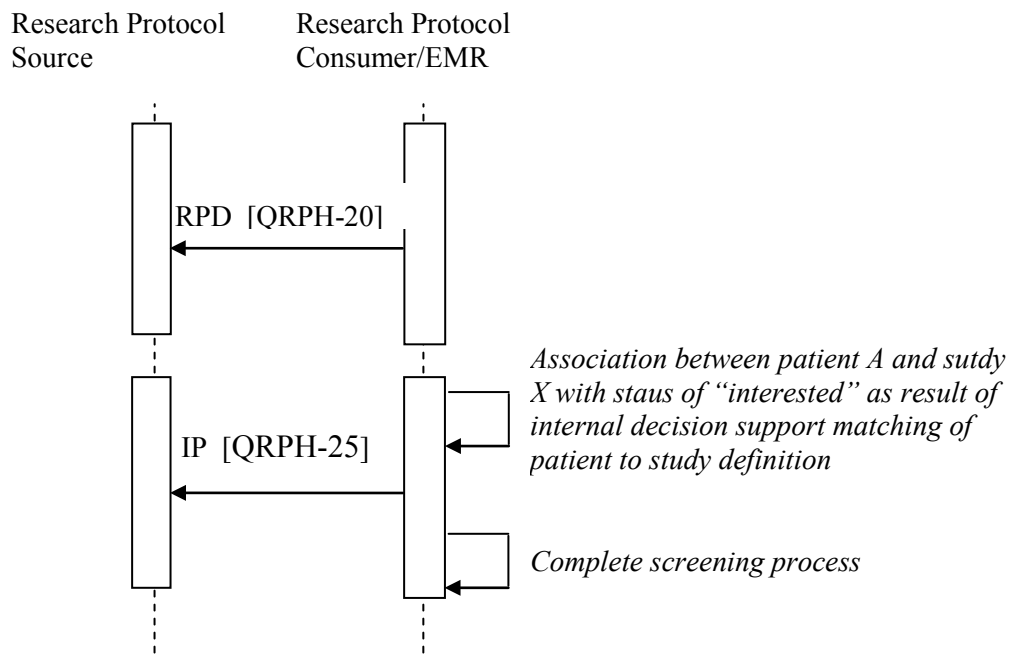 Research Protocol
Source
Research Protocol
Consumer/EMR
RPD [QRPH-20]
Association between patient A and sutdy
X with staus of “interested” as result of
internal decision support matching of
patient to study definition
IP [QRPH-25]
Complete screening process